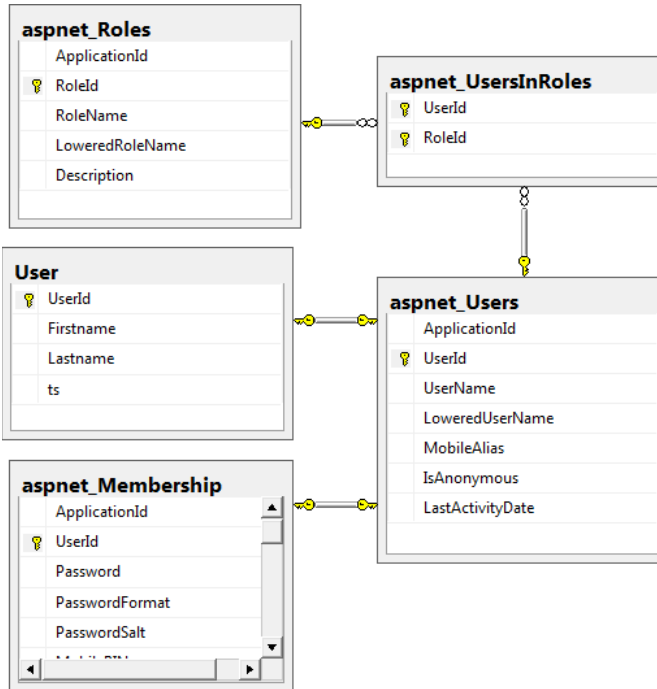 aspnet_Roles
ApplicationId
RoleId
RoleName
LoweredRoleName
Description
aspnet_UsersInRoles
UserId
RoleId
User
UserId
Firstname
Lastname
ts
aspnet_Users
ApplicationId
UserId
UserName
LoweredUserName
MobileAlias
IsAnonymous
LastActivityDate
aspnet_Membership
ApplicationId
UserId
Password
PasswordFormat
PasswordSalt